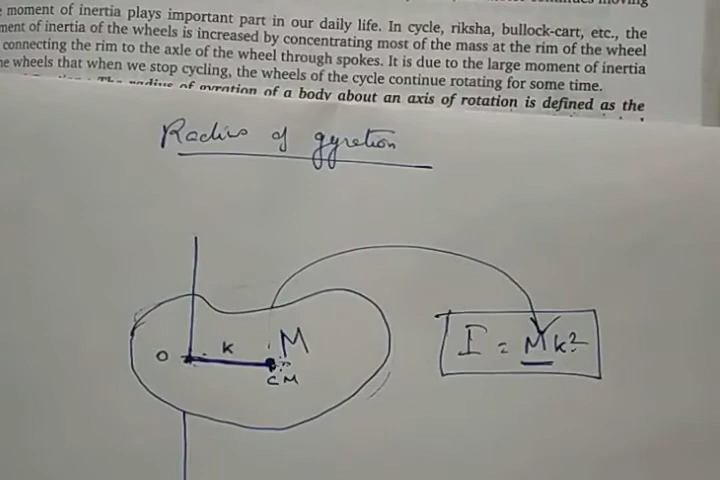 moment of inertia plays important part in our daily life. In cycle, riksha, bullock-cart, etc., the
ment of inertia of the wheels is increased by concentrating most of the mass at the rim of the wheel
connecting the rim to the axle of the wheel through spokes. It is due to the large moment of inertia
he wheels that when we stop cycling, the wheels of the cycle continue rotating for some time.
The radius of gyration of a body about an axis of rotation is defined as the
Radius of gyretion
O K M
CM
I = MK²